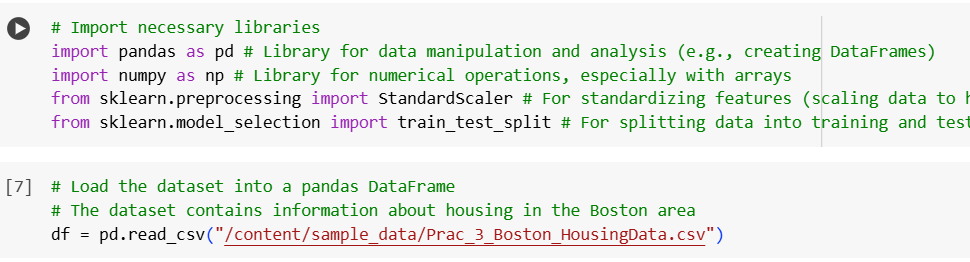 # Import necessary libraries
import pandas as pd # Library for data manipulation and analysis (e.g., creating DataFrames)
import numpy as np # Library for numerical operations, especially with arrays
from sklearn.preprocessing import StandardScaler # For standardizing features (scaling data to
from sklearn.model_selection import train_test_split # For splitting data into training and test
[7] # Load the dataset into a pandas DataFrame
# The dataset contains information about housing in the Boston area
df = pd.read_csv("/content/sample_data/Prac_3_Boston_HousingData.csv")